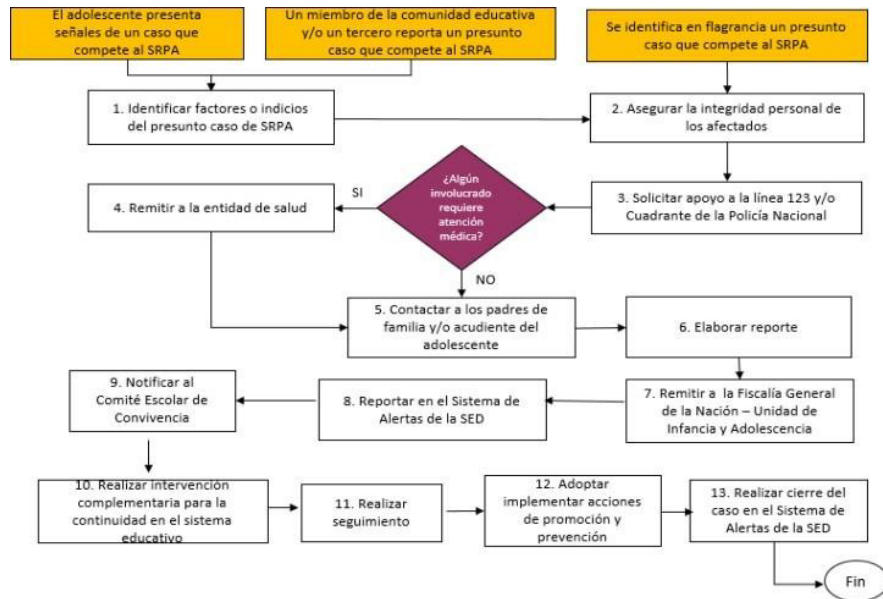 El adolescente presenta
señales de un caso que
compete al SRPA
Un miembro de la comunidad educativa
y/o un tercero reporta un presunto
caso que compete al SRPA
Se identifica en flagrancia un presunto
caso que compete al SRPA
1. Identificar factores o indicios
del presunto caso de SRPA
2. Asegurar la integridad personal de
los afectados
¿Algún
involucrado
requiere
atención
médica?
SI
NO
3. Solicitar apoyo a la línea 123 y/o
Cuadrante de la Policía Nacional
4. Remitir a la entidad de salud
5. Contactar a los padres de
familia y/o acudiente del
adolescente
6. Elaborar reporte
7. Remitir a la Fiscalía General
de la Nación – Unidad de
Infancia y Adolescencia
8. Reportar en el Sistema de
Alertas de la SED
9. Notificar al
Comité Escolar de
Convivencia
10. Realizar intervención
complementaria para la
continuidad en el sistema
educativo
11. Realizar
seguimiento
12. Adoptar
implementar acciones
de promoción y
prevención
13. Realizar cierre del
caso en el Sistema de
Alertas de la SED
Fin